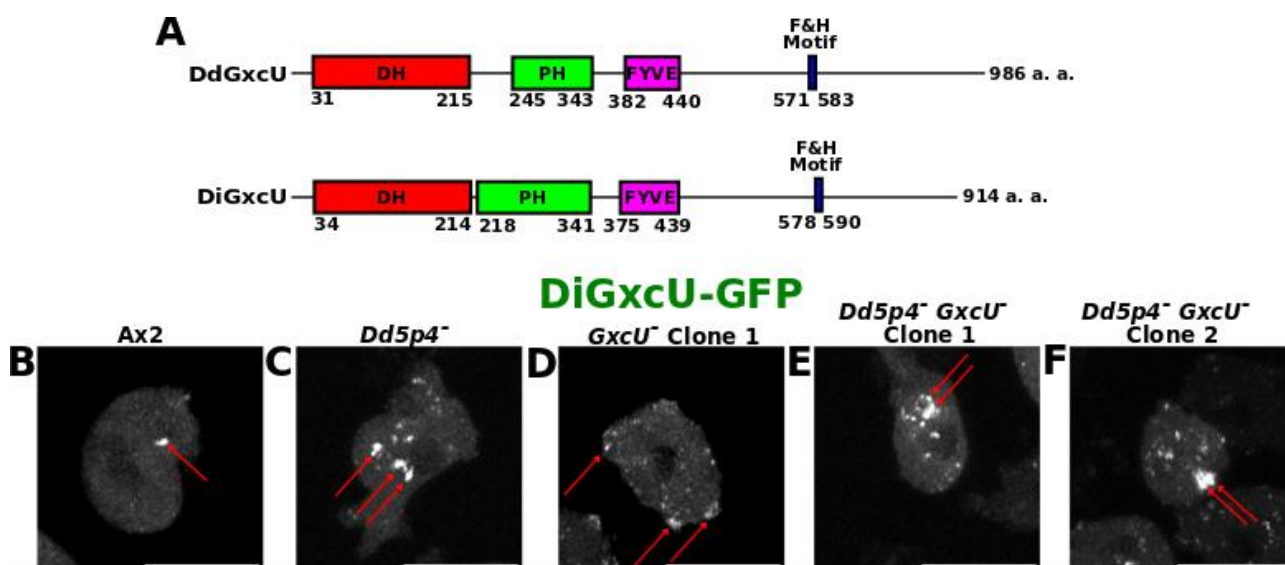 A
F&H
Motif
DdGxcU DH PH FYVE 986 a. a.
31 215 245 343 382 440 571 583
F&H
Motif
DiGxcU DH PH FYVE 914 a. a.
34 214 218 341 375 439 578 590
DiGxcU-GFP
B Ax2
C Dd5p4⁻
D GxcU⁻ Clone 1
E Dd5p4⁻ GxcU⁻
Clone 1
F Dd5p4⁻ GxcU⁻
Clone 2